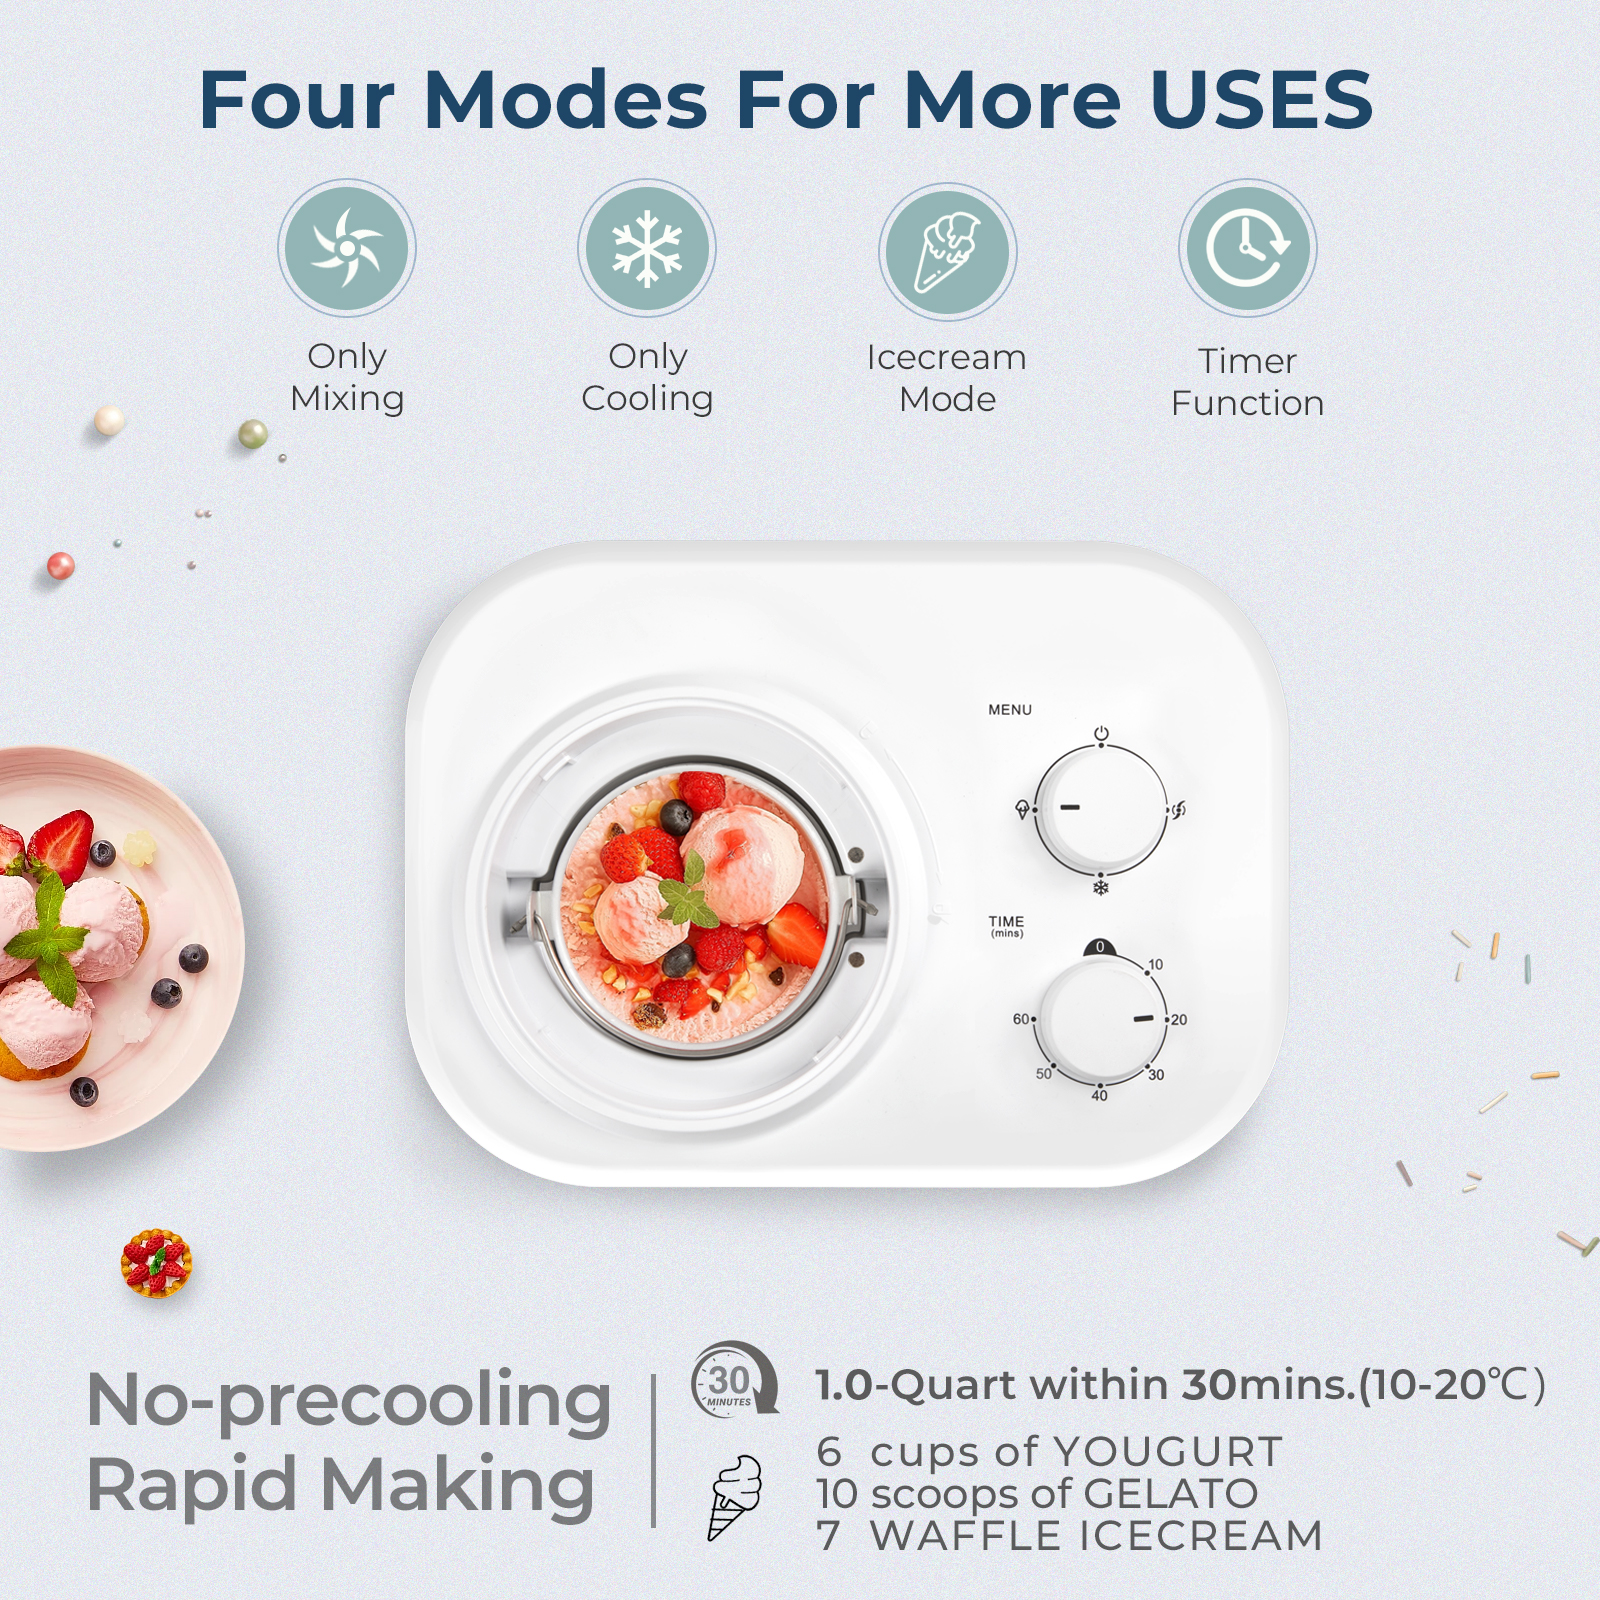 Four Modes For More USES
Only
Mixing
Only
Cooling
Icecream
Mode
Timer
Function
MENU
TIME
(mins)
0
10
20
30
40
50
60
No-precooling
Rapid Making
30
MINUTES
1.0-Quart within 30mins.(10-20℃)
6 cups of YOUGURT
10 scoops of GELATO
7 WAFFLE ICECREAM